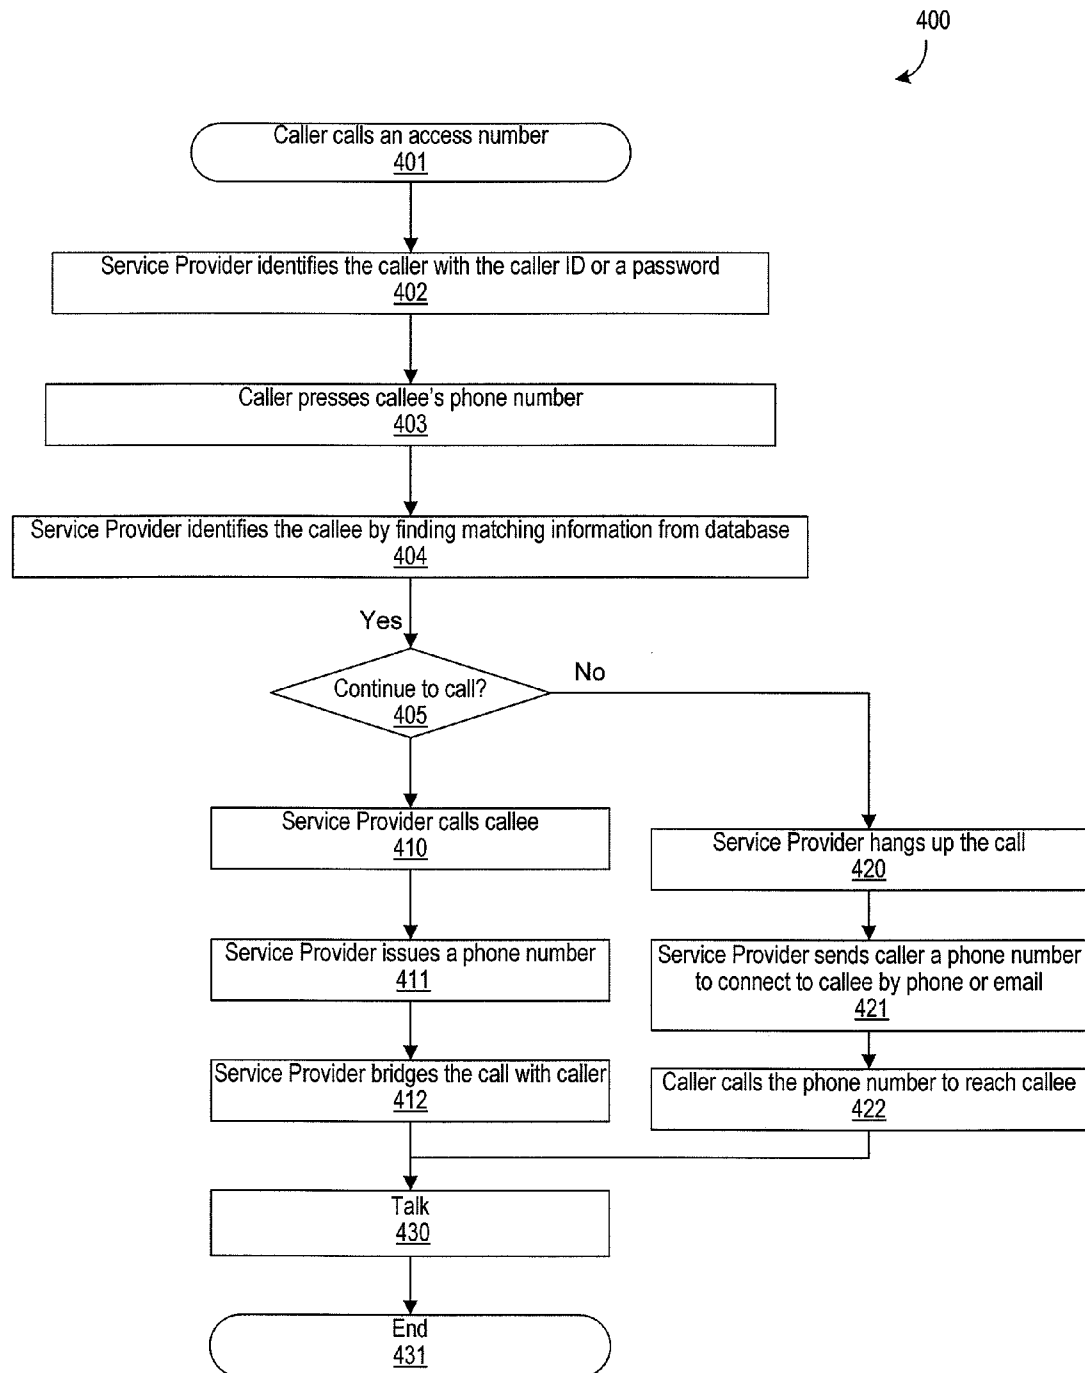 400
Caller calls an access number
401
Service Provider identifies the caller with the caller ID or a password
402
Caller presses callee's phone number
403
Service Provider identifies the callee by finding matching information from database
404
Yes
No
Continue to call?
405
Service Provider calls callee
410
Service Provider issues a phone number
411
Service Provider bridges the call with caller
412
Service Provider hangs up the call
420
Service Provider sends caller a phone number
to connect to callee by phone or email
421
Caller calls the phone number to reach callee
422
Talk
430
End
431